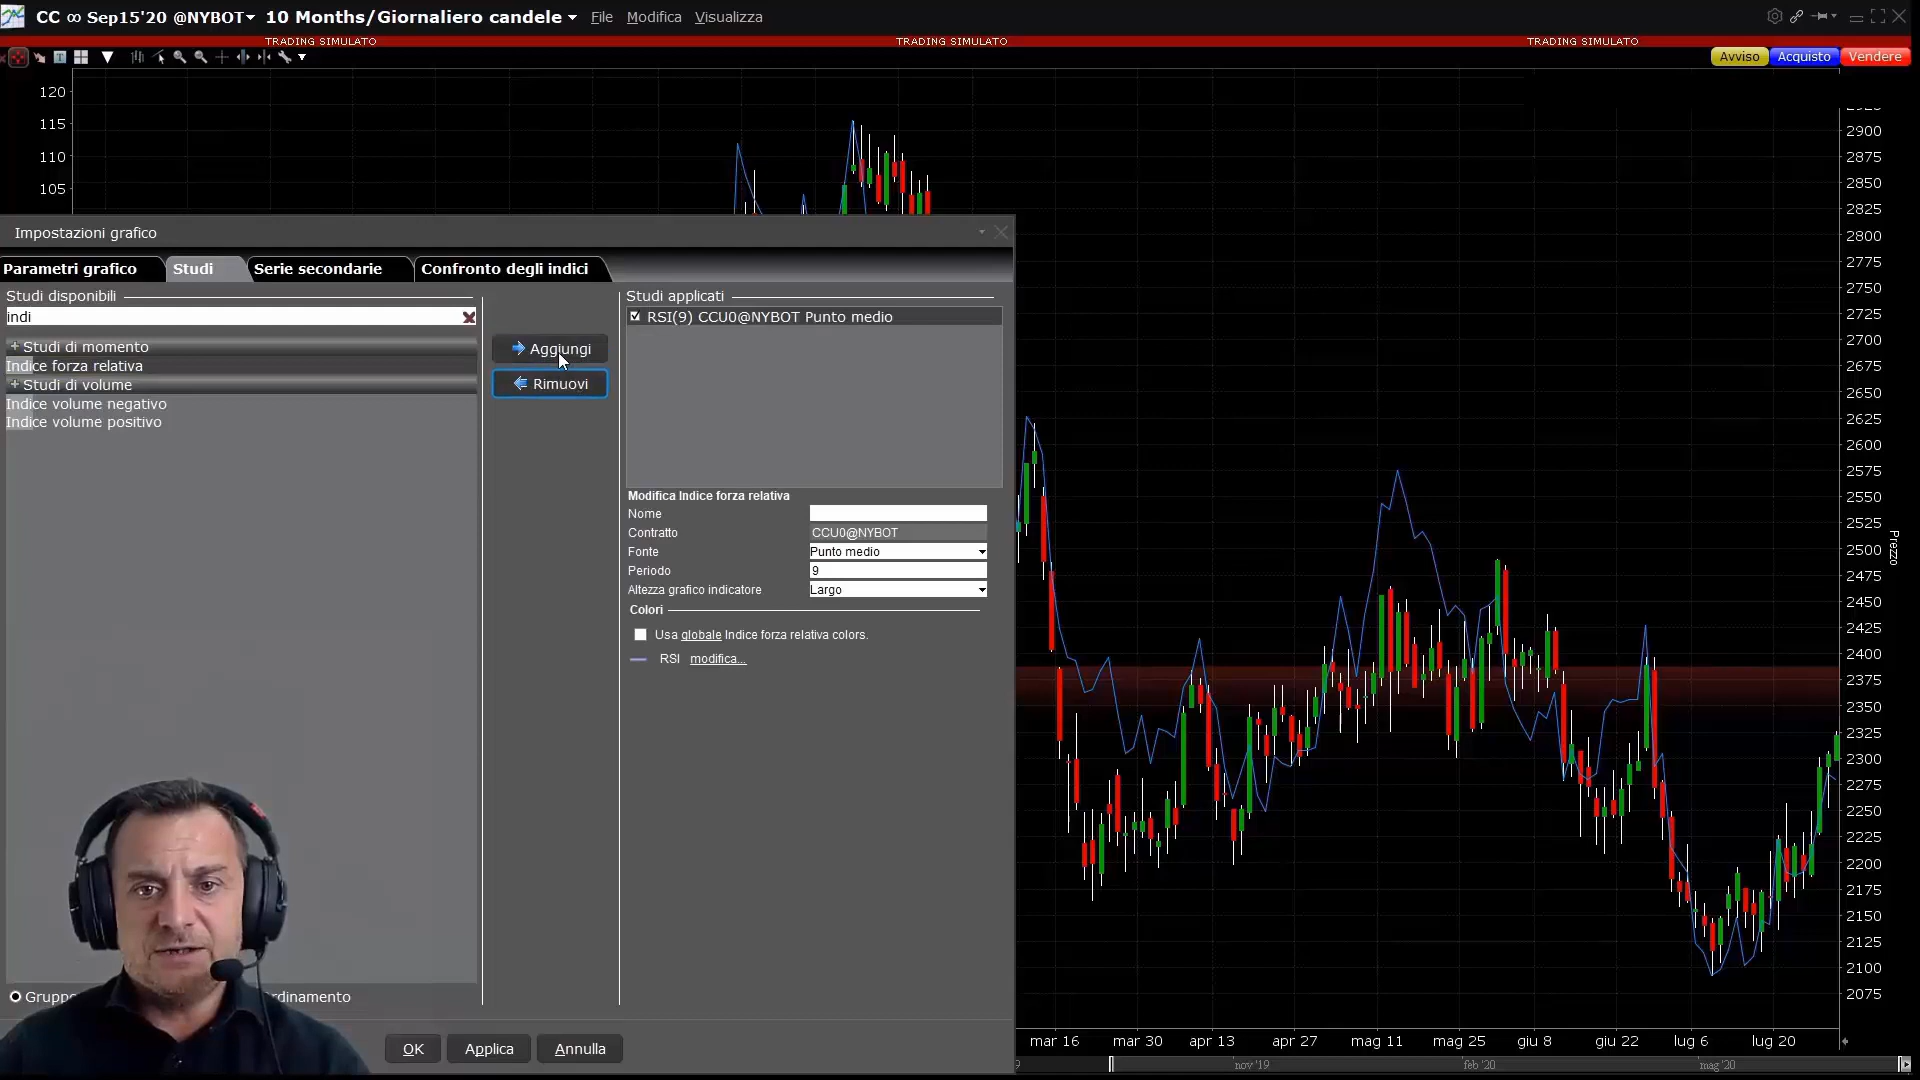 CC ∞ Sep15'20 @NYBOT 10 Months/Giornaliero candele File Modifica Visualizza
TRADING SIMULATO TRADING SIMULATO TRADING SIMULATO
Avviso Acquisto Vendere
120
115
110
105
2900
2875
2850
2825
2800
2775
2750
2725
2700
2675
2650
2625
2600
2575
2550
2525
2500
2475
2450
2425
2400
2375
2350
2325
2300
2275
2250
2225
2200
2175
2150
2125
2100
2075
Prezzo
Impostazioni grafico
Parametri grafico Studi Serie secondarie Confronto degli indici
Studi disponibili
indi
+ Studi di momento
Indice forza relativa
+ Studi di volume
Indice volume negativo
Indice volume positivo
Aggiungi
Rimuovi
Studi applicati
RSI(9) CCU0@NYBOT Punto medio
Modifica Indice forza relativa
Nome
Contratto CCU0@NYBOT
Fonte Punto medio
Periodo 9
Altezza grafico indicatore Largo
Colori
Usa globale Indice forza relativa colors.
RSI modifica...
OK Applica Annulla
mar 16 mar 30 apr 13 apr 27 mag 11 mag 25 giu 8 giu 22 lug 6 lug 20
nov '19 feb '20 mag '20